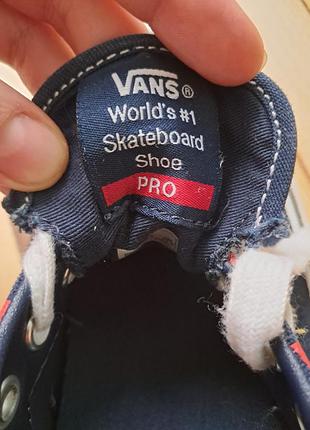 VANS®
World's #1
Skateboard
Shoe
PRO